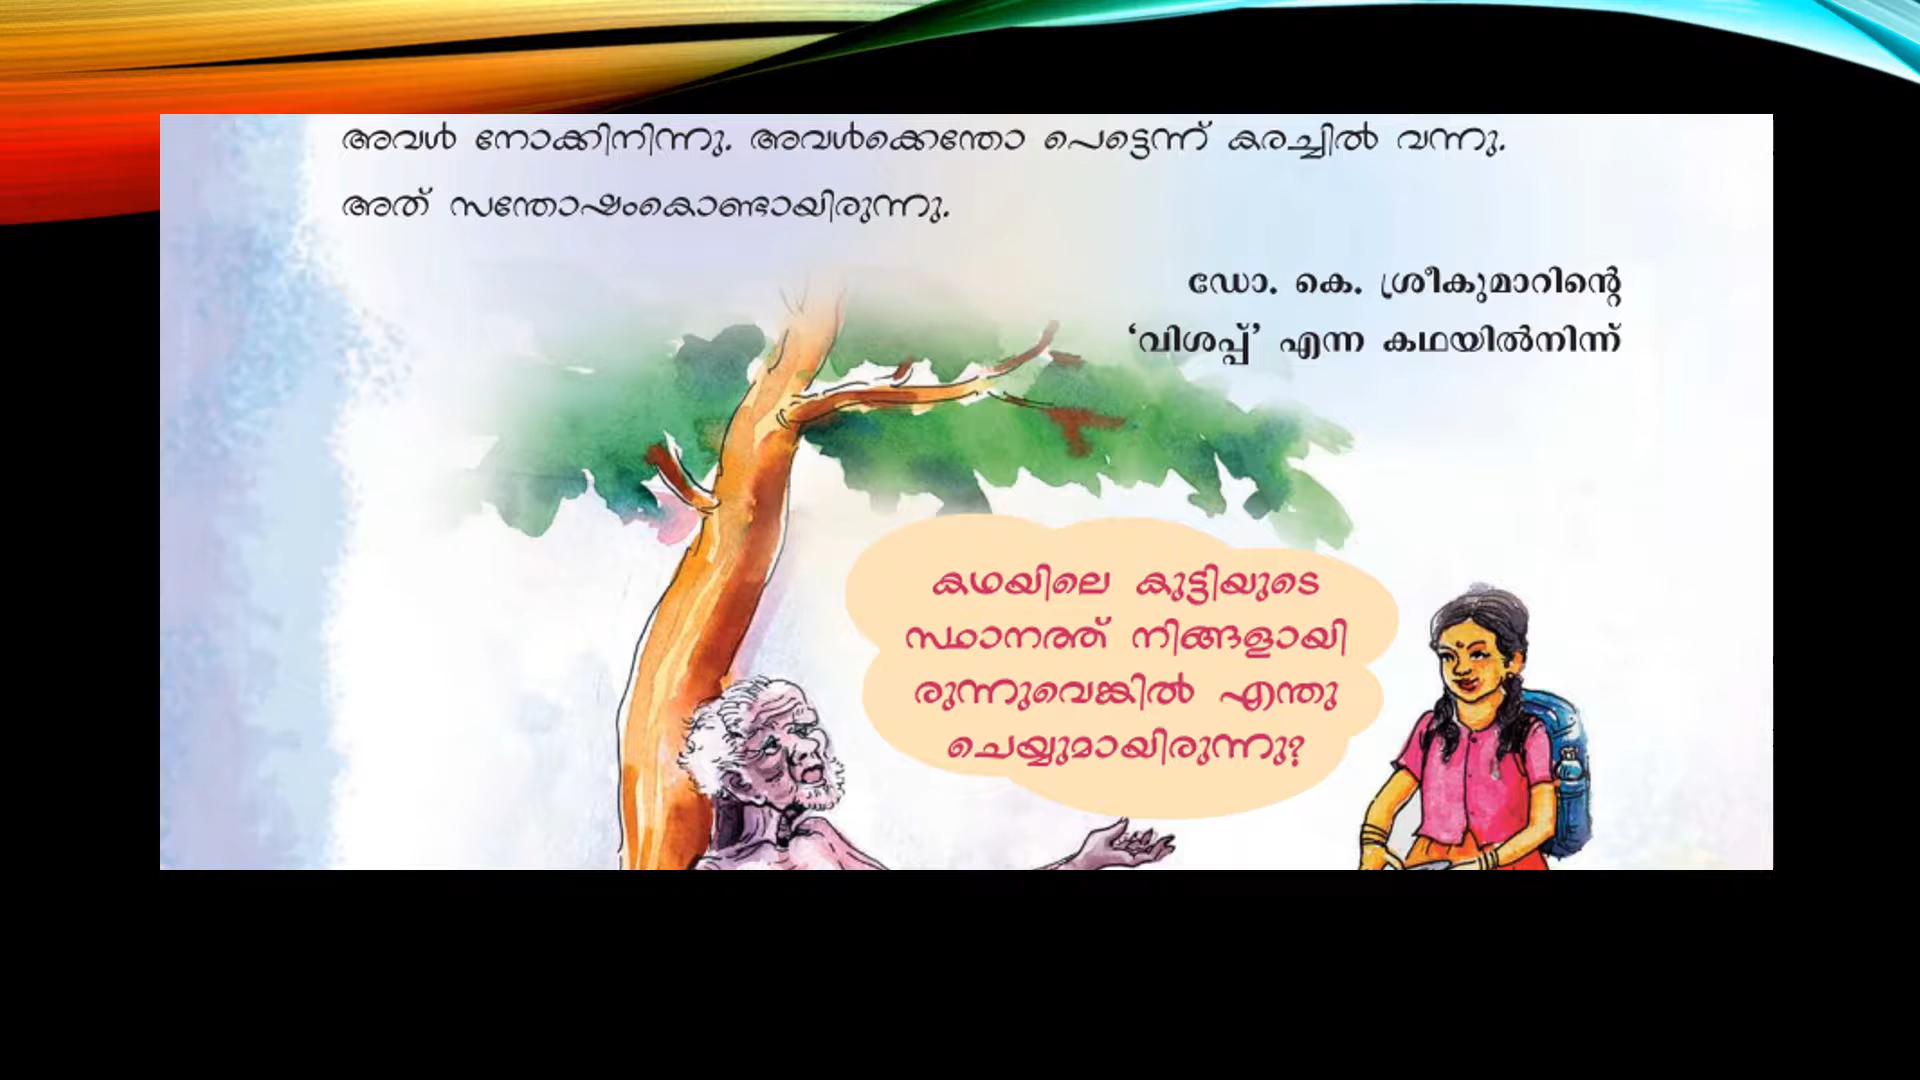 അവൾ നോക്കിനിന്നു. അവൾക്കെന്തോ പെട്ടെന്ന് കരച്ചിൽ വന്നു.
അത് സന്തോഷംകൊണ്ടായിരുന്നു.
ഡോ. കെ. ശ്രീകുമാറിന്റെ
‘വിശപ്പ്’ എന്ന കഥയിൽനിന്ന്
കഥയിലെ കുട്ടിയുടെ
സ്ഥാനത്ത് നിങ്ങളായി
രുന്നുവെങ്കിൽ എന്തു
ചെയ്യുമായിരുന്നു?